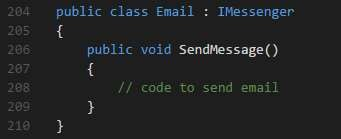 204 public class Email : IMessenger
205 {
206 public void SendMessage()
207 {
208 // code to send email
209 }
210 }